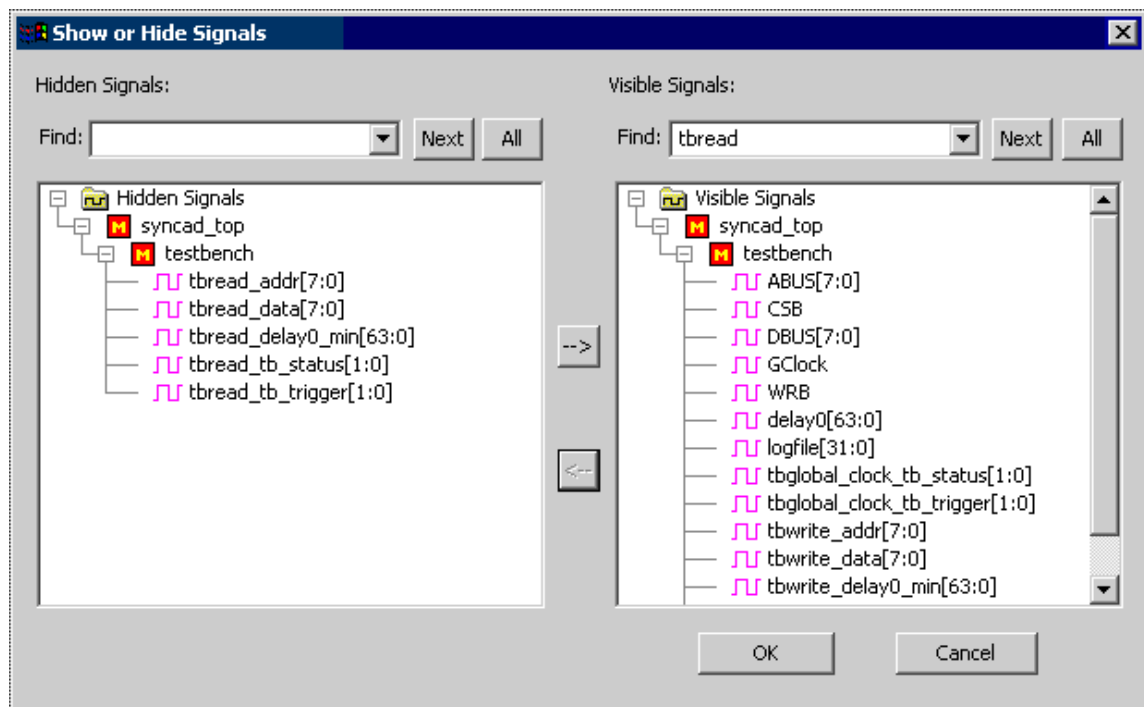 Show or Hide Signals
Hidden Signals:
Find:
Next
All
Hidden Signals
M syncad_top
M testbench
tbread_addr[7:0]
tbread_data[7:0]
tbread_delay0_min[63:0]
tbread_tb_status[1:0]
tbread_tb_trigger[1:0]
-->
<--
Visible Signals:
Find: tbread
Next
All
Visible Signals
M syncad_top
M testbench
ABUS[7:0]
CSB
DBUS[7:0]
GClock
WRB
delay0[63:0]
logfile[31:0]
tbglobal_clock_tb_status[1:0]
tbglobal_clock_tb_trigger[1:0]
tbwrite_addr[7:0]
tbwrite_data[7:0]
tbwrite_delay0_min[63:0]
OK
Cancel